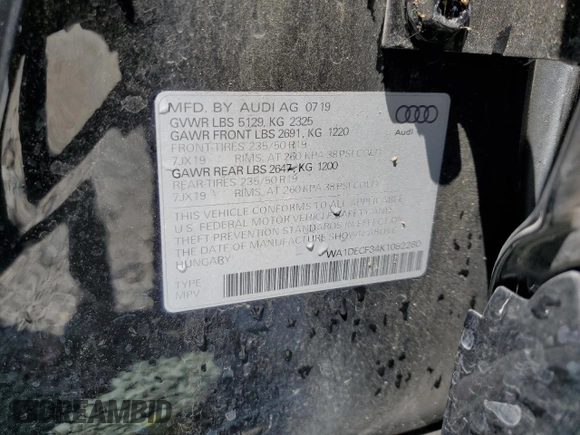 MFD. BY AUDI AG 07 19
GVWR LBS 5129, KG 2325
GAWR FRONT LBS 2691, KG 1220
FRONT-TIRES 235/50 R19
7JX19 RIMS, AT 260 KPA 38 PSI COLD
GAWR REAR LBS 2647, KG 1200
REAR-TIRES 235/50 R19
7JX19 RIMS, AT 260 KPA 38 PSI COLD
THIS VEHICLE CONFORMS TO ALL APPLICABLE
U.S. FEDERAL MOTOR VEHICLE SAFETY AND
THEFT PREVENTION STANDARDS IN EFFECT ON
THE DATE OF MANUFACTURE SHOWN ABOVE
HUNGARY
WA1DECF34K1062280
TYPE
MPV
Audi
DREAMBID